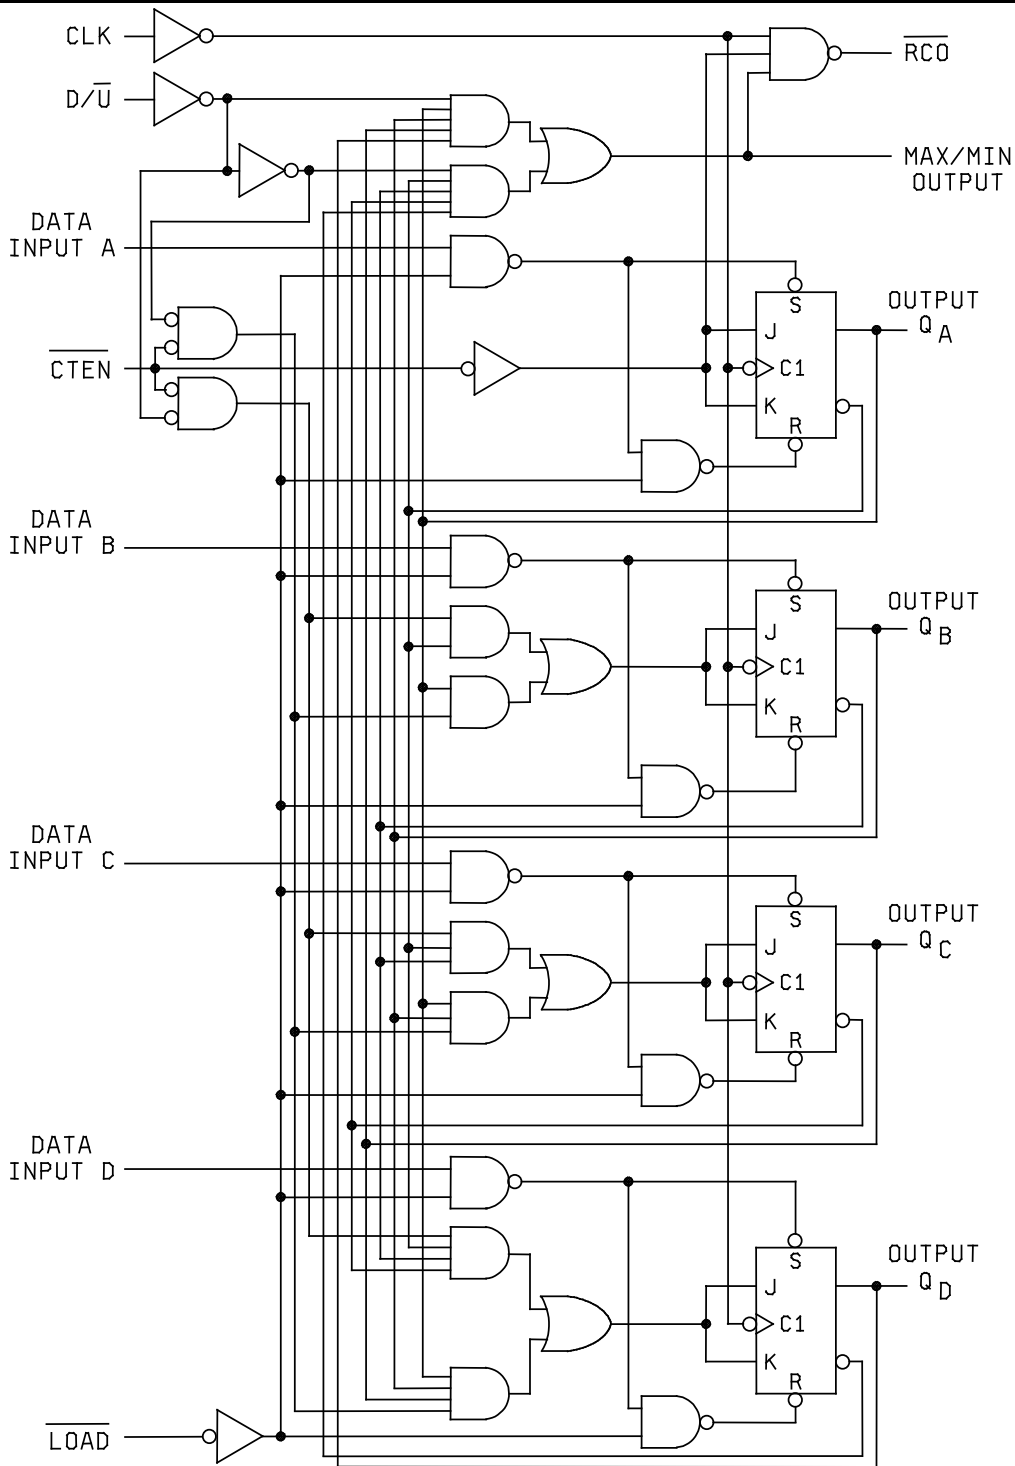 CLK
RCO
D/U
MAX/MIN
OUTPUT
DATA
INPUT A
S
OUTPUT
Q A
J
CTEN
C1
K
R
DATA
INPUT B
S
OUTPUT
Q B
J
C1
K
R
DATA
INPUT C
S
OUTPUT
Q C
J
C1
K
R
DATA
INPUT D
S
OUTPUT
Q D
J
C1
K
R
LOAD